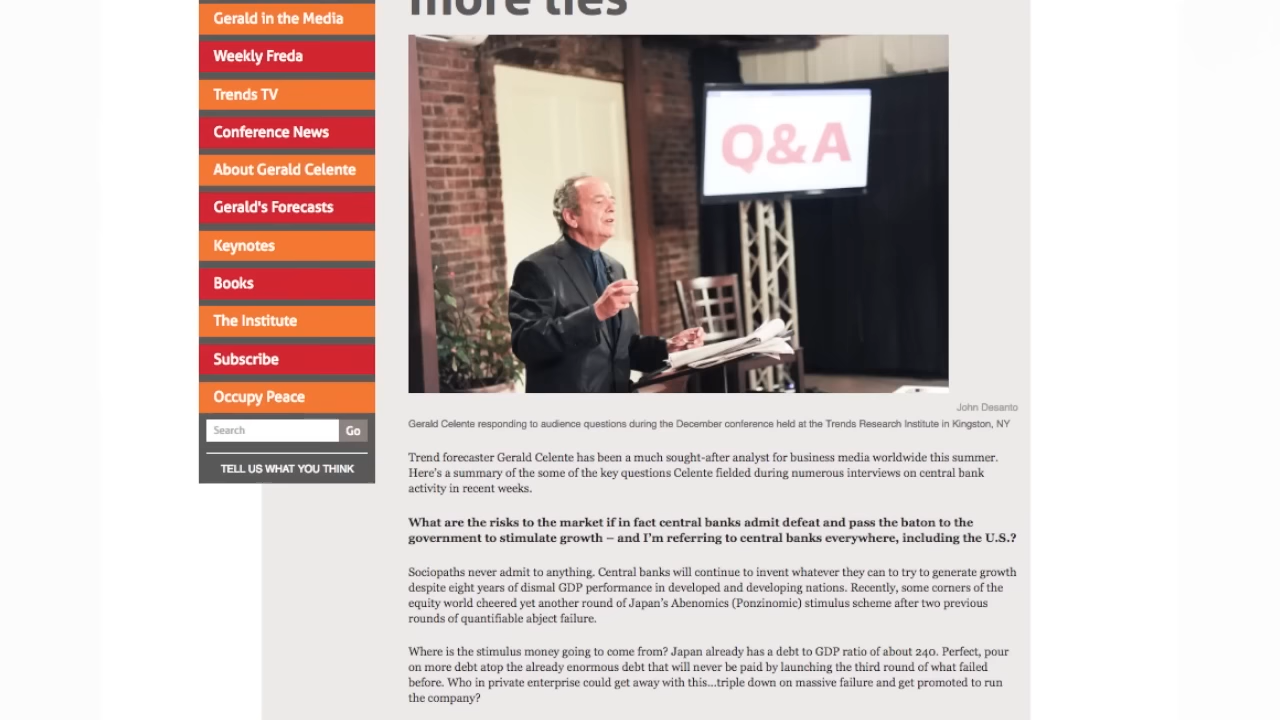 more lies
Gerald in the Media
Weekly Freda
Trends TV
Conference News
About Gerald Celente
Gerald's Forecasts
Keynotes
Books
The Institute
Subscribe
Occupy Peace
Search
Go
TELL US WHAT YOU THINK
Q&A
John Desanto
Gerald Celente responding to audience questions during the December conference held at the Trends Research Institute in Kingston, NY
Trend forecaster Gerald Celente has been a much sought-after analyst for business media worldwide this summer.
Here's a summary of the some of the key questions Celente fielded during numerous interviews on central bank
activity in recent weeks.
What are the risks to the market if in fact central banks admit defeat and pass the baton to the
government to stimulate growth – and I'm referring to central banks everywhere, including the U.S.?
Sociopaths never admit to anything. Central banks will continue to invent whatever they can to try to generate growth
despite eight years of dismal GDP performance in developed and developing nations. Recently, some corners of the
equity world cheered yet another round of Japan's Abenomics (Ponzinomic) stimulus scheme after two previous
rounds of quantifiable abject failure.
Where is the stimulus money going to come from? Japan already has a debt to GDP ratio of about 240. Perfect, pour
on more debt atop the already enormous debt that will never be paid by launching the third round of what failed
before. Who in private enterprise could get away with this...triple down on massive failure and get promoted to run
the company?